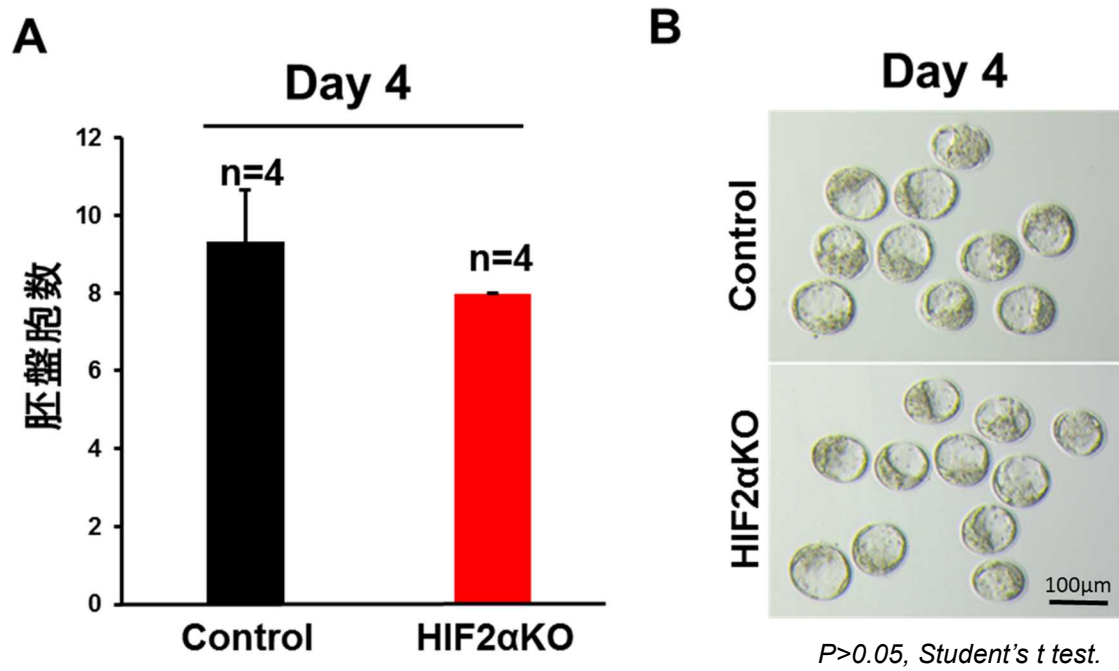 A
Day 4
n=4
n=4
胚盤胞数
12
10
8
6
4
2
0
Control
HIF2αKO
B
Day 4
Control
HIF2αKO
100μm
P>0.05, Student’s t test.